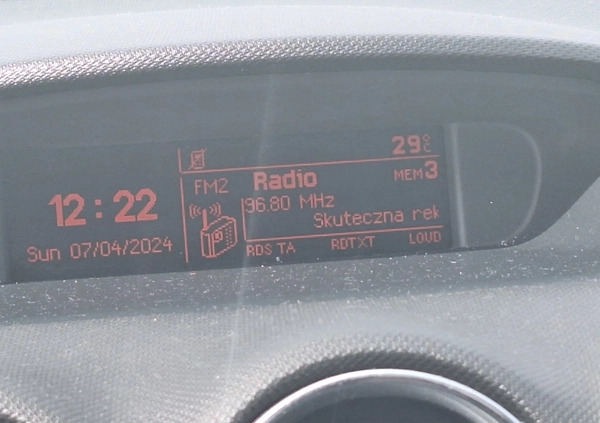 29°C
FM2 Radio MEM3
12:22
96.80 MHz
Skuteczna rek
Sun 07/04/2024
RDS TA RDTXT LOUD